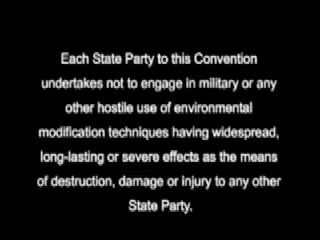 Each State Party to this Convention
undertakes not to engage in military or any
other hostile use of environmental
modification techniques having widespread,
long-lasting or severe effects as the means
of destruction, damage or injury to any other
State Party.